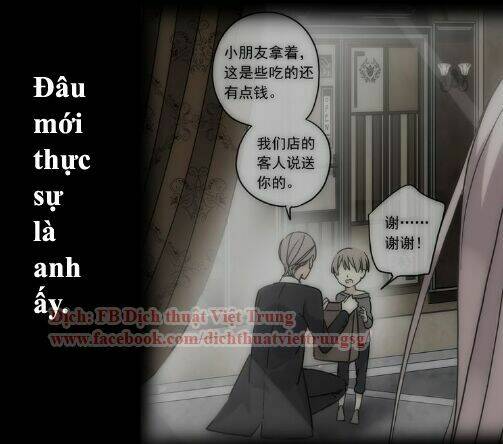 Đâu
mới
thực
sự
là
anh
ấy.
小朋友拿着，
这是些吃的还
有点钱。
我们店的
客人说送
你的。
谢……
谢谢！
Dịch: FB Dịch thuật Việt Trung
www.facebook.com/dichthuatviettrungsg